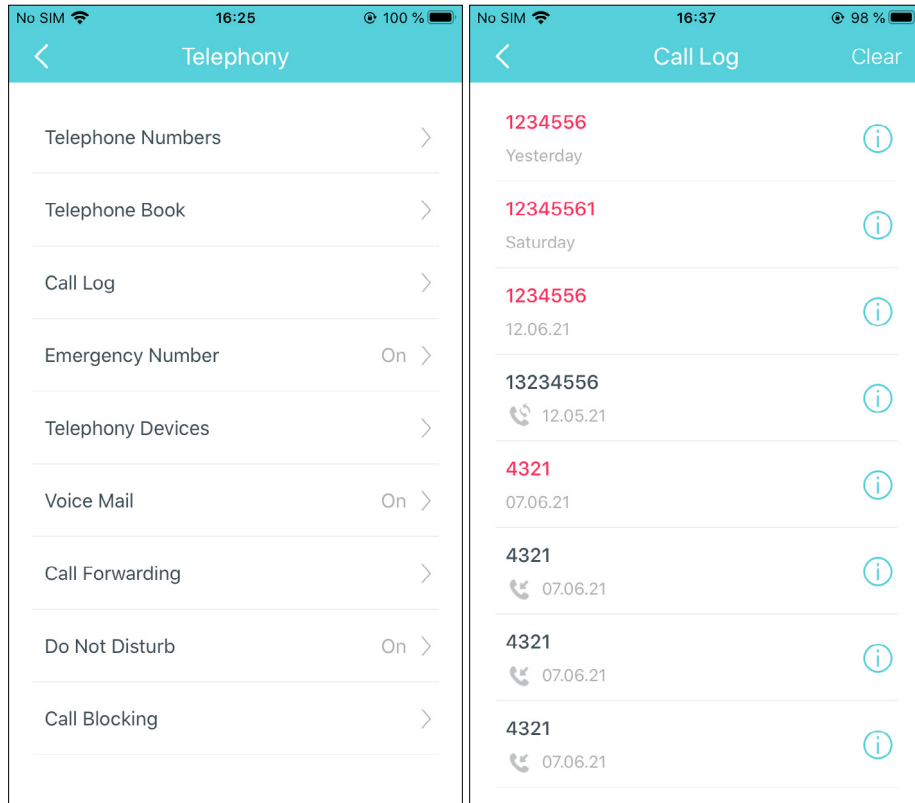 No SIM 16:25 100 %
Telephony
Telephone Numbers
Telephone Book
Call Log
Emergency Number On
Telephony Devices
Voice Mail On
Call Forwarding
Do Not Disturb On
Call Blocking
No SIM 16:37 98 %
Call Log Clear
1234556
Yesterday
12345561
Saturday
1234556
12.06.21
13234556
12.05.21
4321
07.06.21
4321
07.06.21
4321
07.06.21
4321
07.06.21